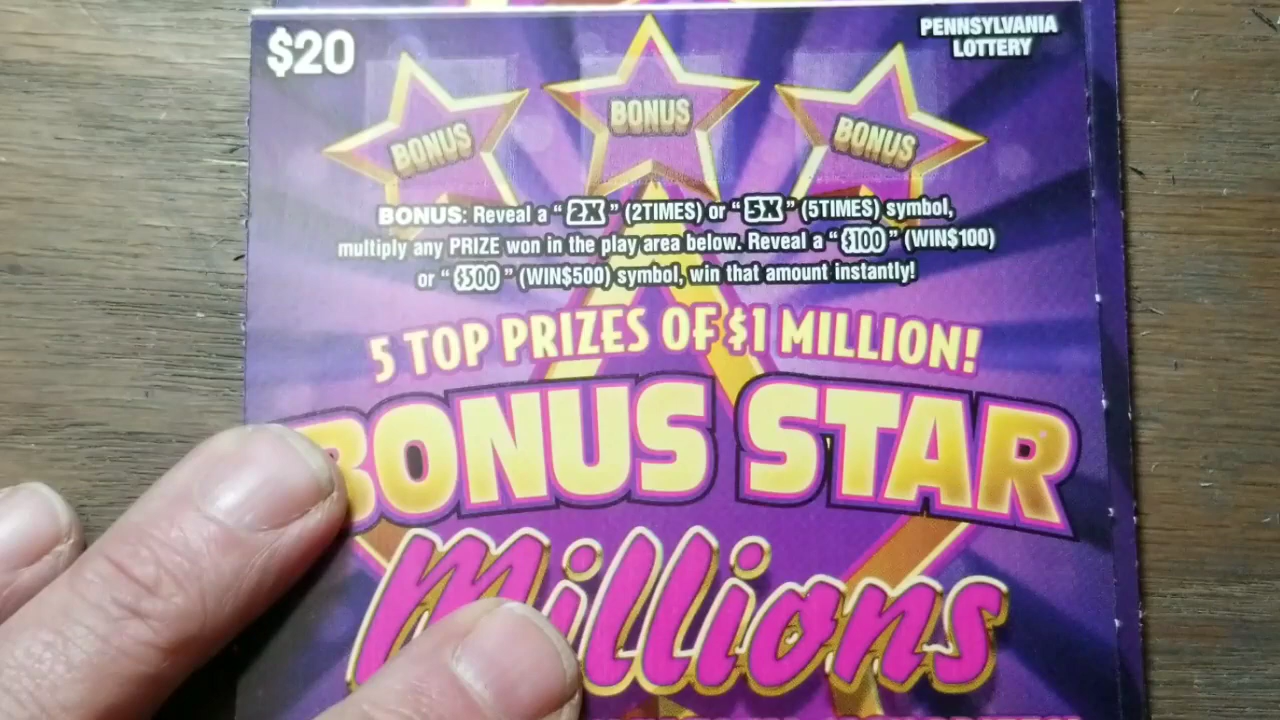 $20
PENNSYLVANIA
LOTTERY
BONUS
BONUS
BONUS
BONUS: Reveal a “2X” (2TIMES) or “5X” (5TIMES) symbol,
multiply any PRIZE won in the play area below. Reveal a “$100” (WIN$100)
or “$500” (WIN$500) symbol, win that amount instantly!
5 TOP PRIZES OF $1 MILLION!
BONUS STAR
Millions